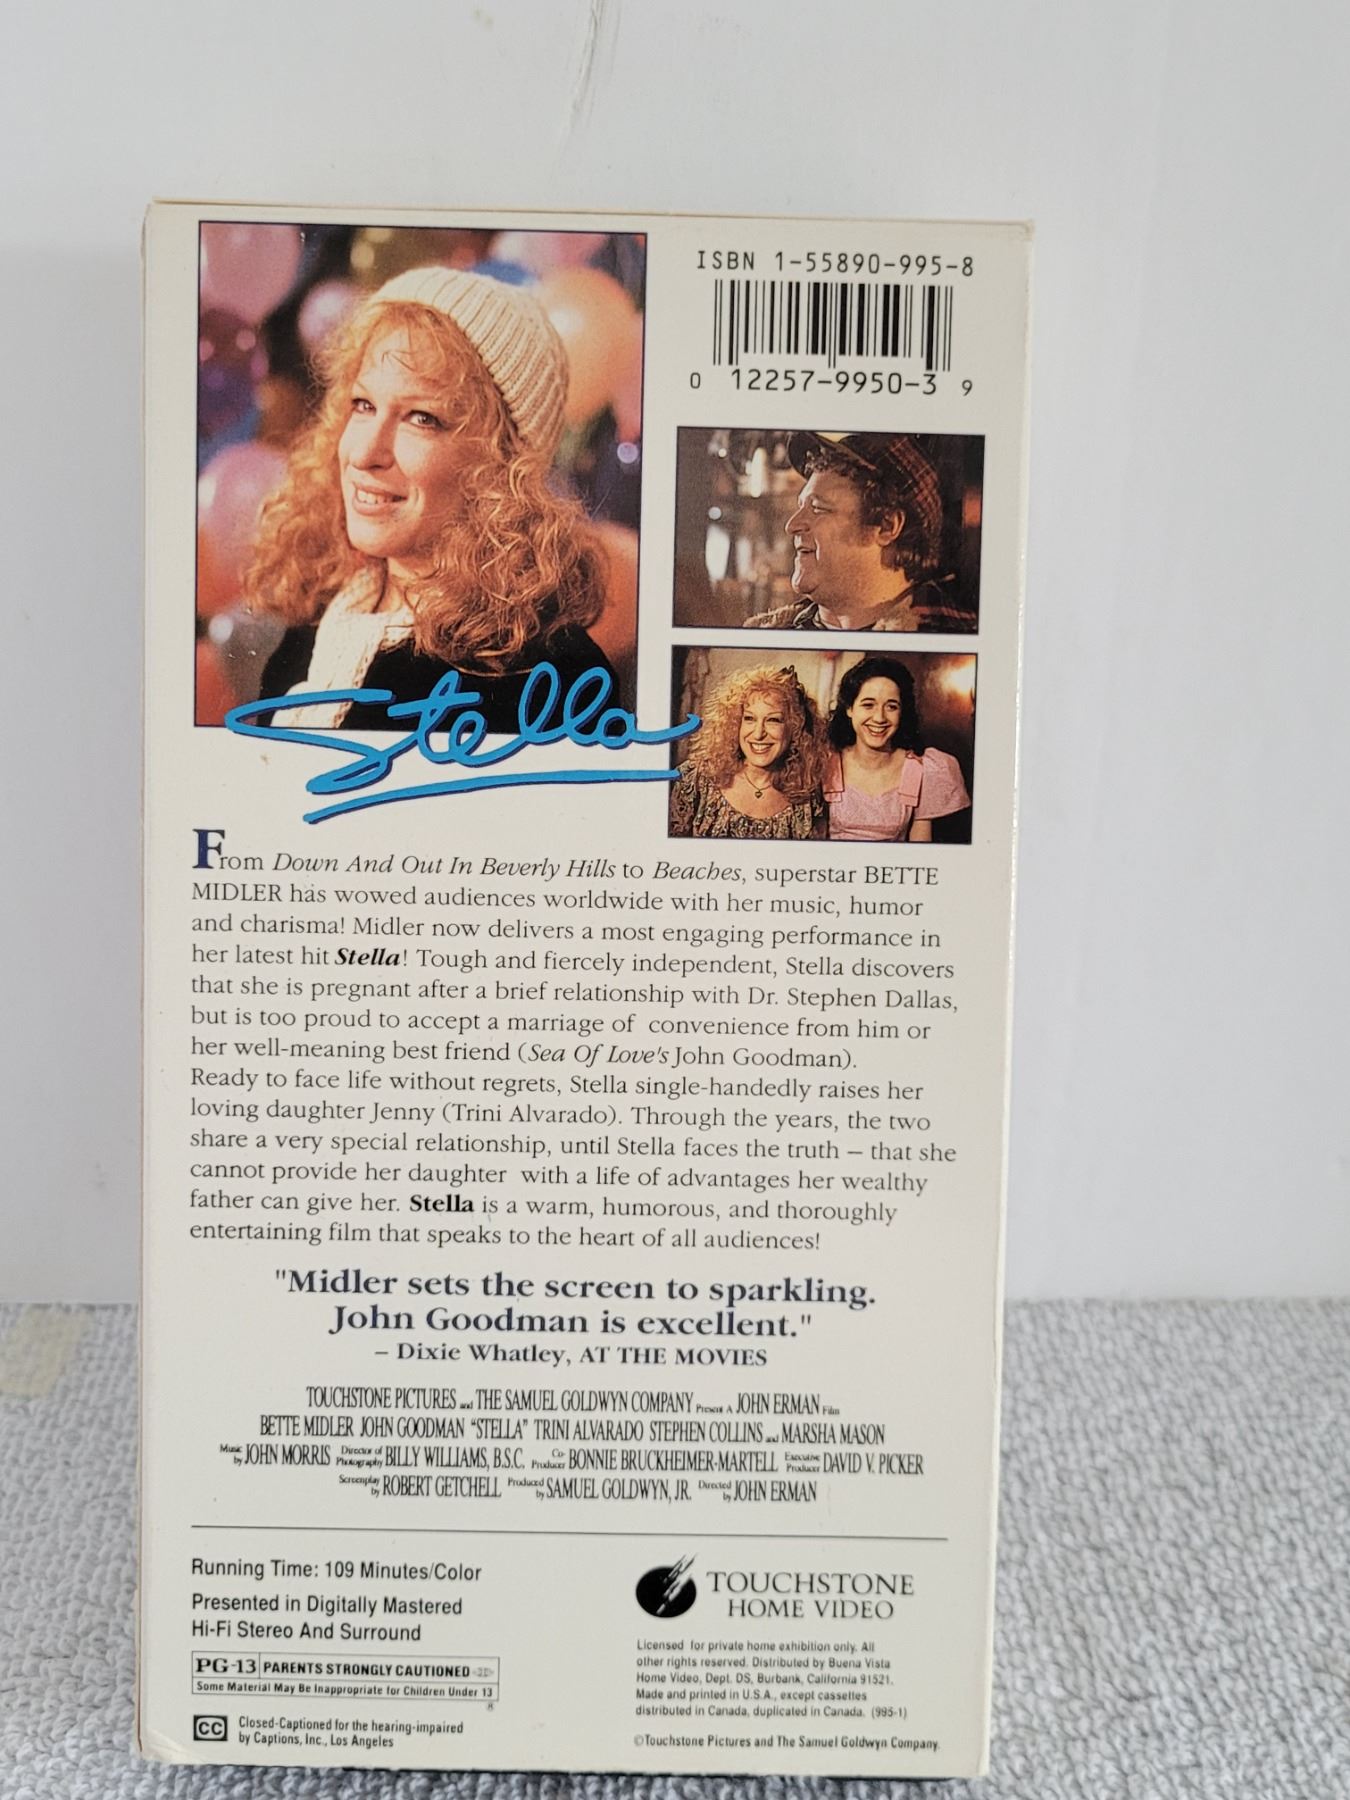 ISBN 1-55890-995-8
0 12257-9950-3 9
Stella
From Down And Out In Beverly Hills to Beaches, superstar BETTE
MIDLER has wowed audiences worldwide with her music, humor
and charisma! Midler now delivers a most engaging performance in
her latest hit Stella! Tough and fiercely independent, Stella discovers
that she is pregnant after a brief relationship with Dr. Stephen Dallas,
but is too proud to accept a marriage of convenience from him or
her well-meaning best friend (Sea Of Love's John Goodman).
Ready to face life without regrets, Stella single-handedly raises her
loving daughter Jenny (Trini Alvarado). Through the years, the two
share a very special relationship, until Stella faces the truth – that she
cannot provide her daughter with a life of advantages her wealthy
father can give her. Stella is a warm, humorous, and thoroughly
entertaining film that speaks to the heart of all audiences!
"Midler sets the screen to sparkling.
John Goodman is excellent."
– Dixie Whatley, AT THE MOVIES
TOUCHSTONE PICTURES and THE SAMUEL GOLDWYN COMPANY Present A JOHN ERMAN Film
BETTE MIDLER JOHN GOODMAN "STELLA" TRINI ALVARADO STEPHEN COLLINS and MARSHA MASON
Music by JOHN MORRIS Director of Photography BILLY WILLIAMS, B.S.C. Co-Producer BONNIE BRUCKHEIMER-MARTELL Executive Producer DAVID V. PICKER
Screenplay by ROBERT GETCHELL Produced by SAMUEL GOLDWYN, JR. Directed by JOHN ERMAN
Running Time: 109 Minutes/Color
Presented in Digitally Mastered
Hi-Fi Stereo And Surround
PG-13 PARENTS STRONGLY CAUTIONED
Some Material May Be Inappropriate for Children Under 13
®
CC Closed-Captioned for the hearing-impaired
by Captions, Inc., Los Angeles
TOUCHSTONE
HOME VIDEO
Licensed for private home exhibition only. All
other rights reserved. Distributed by Buena Vista
Home Video, Dept. DS, Burbank, California 91521.
Made and printed in U.S.A., except cassettes
distributed in Canada, duplicated in Canada. (995-1)
©Touchstone Pictures and The Samuel Goldwyn Company.